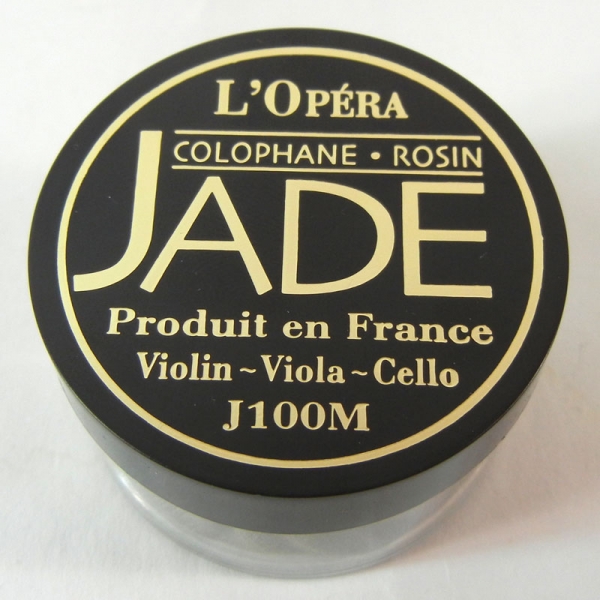 L'OPÉRA
COLOPHANE • ROSIN
JADE
Produit en France
Violin ~ Viola ~ Cello
J100M